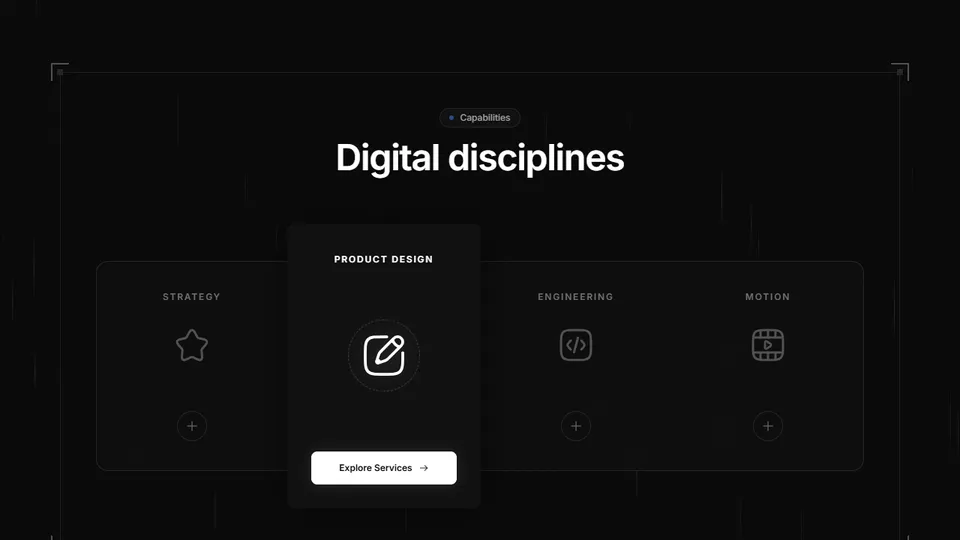 Capabilities
Digital disciplines
STRATEGY
PRODUCT DESIGN
Explore Services
ENGINEERING
MOTION